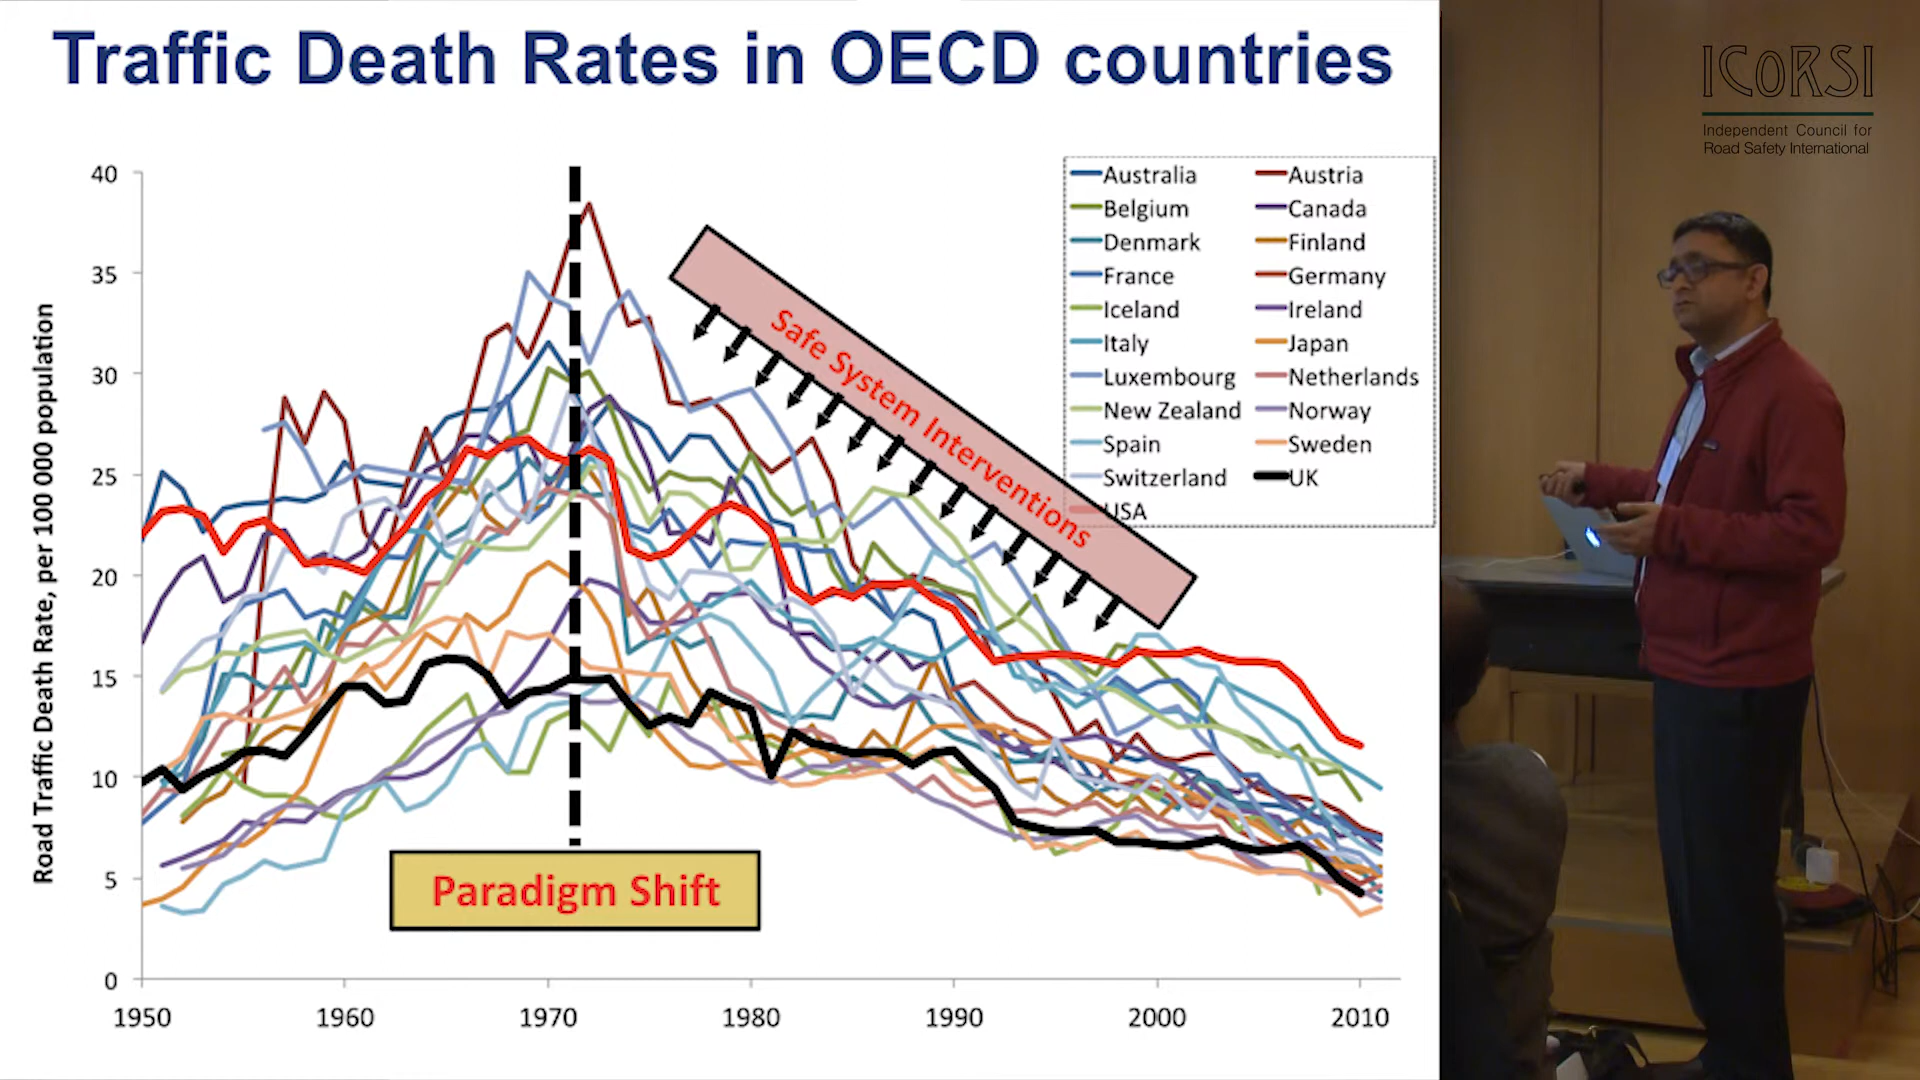 Traffic Death Rates in OECD countries
ICoRSI
Independent Council for
Road Safety International
Road Traffic Death Rate, per 100 000 population
40
35
30
25
20
15
10
5
0
1950
1960
1970
1980
1990
2000
2010
Safe System Interventions
Paradigm Shift
Australia
Austria
Belgium
Canada
Denmark
Finland
France
Germany
Iceland
Ireland
Italy
Japan
Luxembourg
Netherlands
New Zealand
Norway
Spain
Sweden
Switzerland
UK
USA